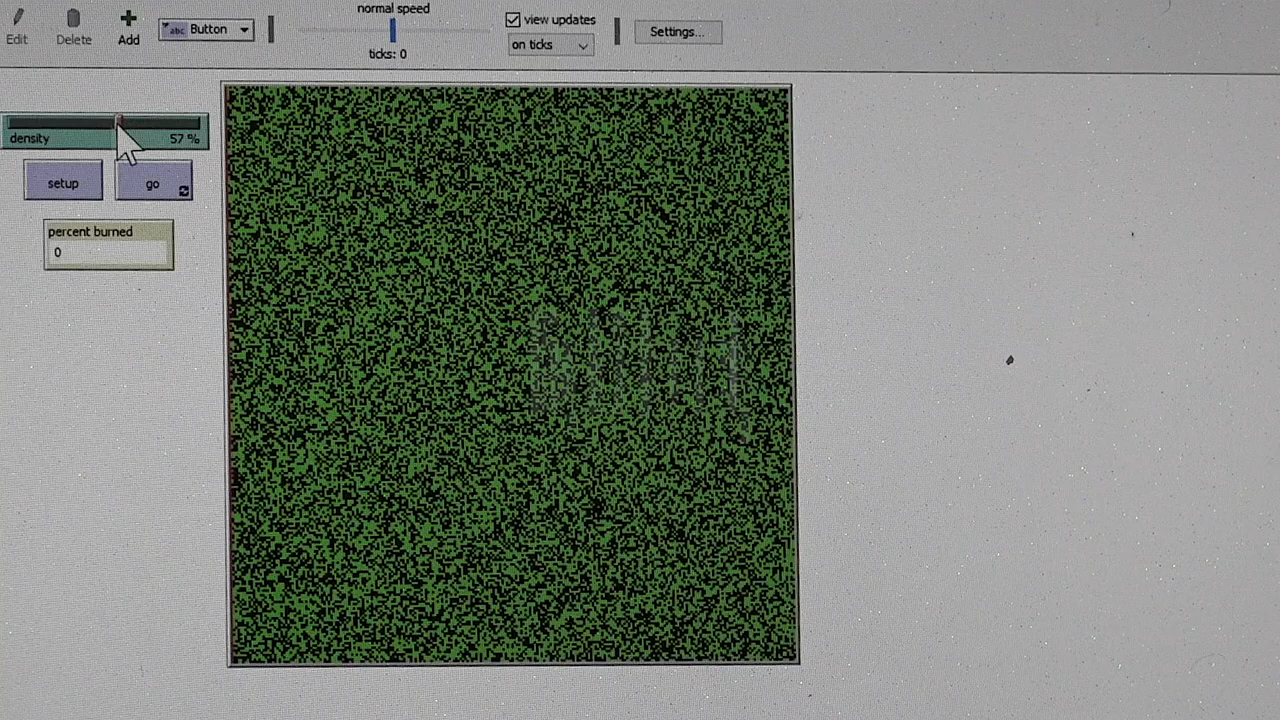 normal speed
view updates
Edit
Delete
Add
abc Button
ticks: 0
on ticks
Settings...
density
57 %
setup
go
percent burned
0